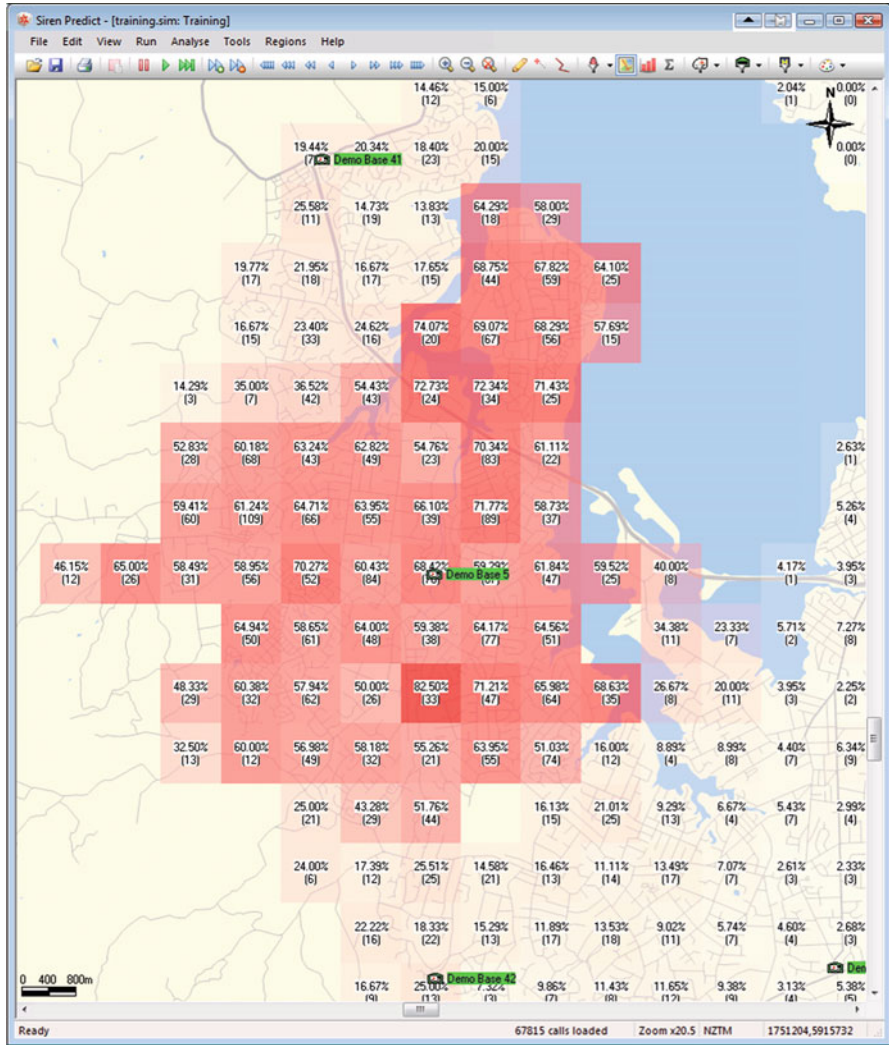 Siren Predict - [training.sim: Training]
File Edit View Run Analyse Tools Regions Help
14.46% 15.00% 2.04% N 0.00%
(12) (6) (1) (0)
19.44% 20.34% 18.40% 20.00% 0.00%
Demo Base 41 (23) (15) (0)
25.58% 14.73% 13.83% 64.29% 58.00%
(11) (19) (13) (18) (29)
19.77% 21.95% 16.67% 17.65% 68.75% 67.82% 64.10%
(17) (18) (17) (15) (44) (59) (25)
16.67% 23.40% 24.62% 74.07% 69.07% 68.29% 57.69%
(15) (33) (16) (20) (67) (56) (15)
14.29% 35.00% 36.52% 54.43% 72.73% 72.34% 71.43%
(3) (7) (42) (43) (24) (34) (25)
52.83% 60.18% 63.24% 62.82% 54.76% 70.34% 61.11% 2.63%
(28) (68) (43) (49) (23) (83) (22) (1)
59.41% 61.24% 64.71% 63.95% 66.10% 71.77% 58.73% 5.26%
(60) (109) (66) (55) (39) (89) (37) (4)
46.15% 65.00% 58.49% 58.95% 70.27% 60.43% 68.42% 59.29% 61.84% 59.52% 40.00% 4.17% 3.95%
(12) (26) (31) (56) (52) (84) Demo Base 5 (47) (25) (8) (1) (3)
64.94% 58.65% 64.00% 59.38% 64.17% 64.56% 34.38% 23.33% 5.71% 7.27%
(50) (61) (48) (38) (77) (51) (11) (7) (2) (8)
48.33% 60.38% 57.94% 50.00% 82.50% 71.21% 65.98% 68.63% 26.67% 20.00% 3.95% 2.25%
(29) (32) (62) (26) (33) (47) (64) (35) (8) (11) (3) (2)
32.50% 60.00% 56.98% 58.18% 55.26% 63.95% 51.03% 16.00% 8.89% 8.99% 4.40% 6.34%
(13) (12) (49) (32) (21) (55) (74) (12) (4) (8) (7) (9)
25.00% 43.28% 51.76% 16.13% 21.01% 9.29% 6.67% 5.43% 2.99%
(21) (29) (44) (15) (25) (13) (4) (7) (4)
24.00% 17.39% 25.51% 14.58% 16.46% 11.11% 13.49% 7.07% 2.61% 2.33%
(6) (12) (25) (21) (13) (14) (17) (7) (3) (3)
22.22% 18.33% 15.29% 11.89% 13.53% 9.02% 5.74% 4.60% 2.68%
(16) (22) (13) (17) (18) (11) (7) (4) (3)
0 400 800m
Demo Base 42 Den
16.67% 25.00% 7.32% 9.86% 11.43% 11.65% 9.38% 3.13% 5.38%
(9) (13) (3) (7) (8) (12) (9) (4) (5)
Ready 67815 calls loaded Zoom x20.5 NZTM 1751204,5915732